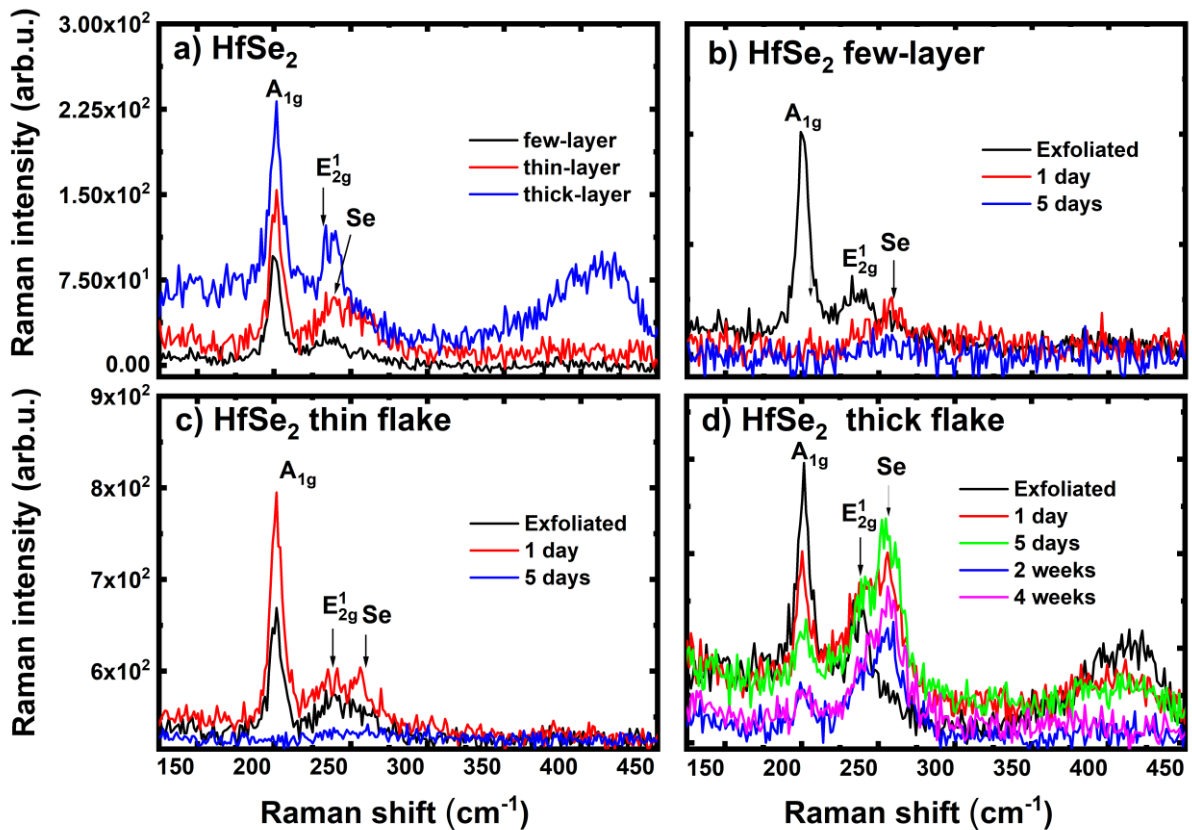 a) HfSe₂
3.00x10²
2.25x10²
1.50x10²
7.50x10¹
0.00
Raman intensity (arb.u.)
A₁g
E¹₂g
Se
few-layer
thin-layer
thick-layer
b) HfSe₂ few-layer
A₁g
E¹₂g
Se
Exfoliated
1 day
5 days
c) HfSe₂ thin flake
9x10²
8x10²
7x10²
6x10²
Raman intensity (arb.u.)
A₁g
E¹₂g Se
Exfoliated
1 day
5 days
150 200 250 300 350 400 450
Raman shift (cm⁻¹)
d) HfSe₂ thick flake
A₁g
E¹₂g
Se
Exfoliated
1 day
5 days
2 weeks
4 weeks
150 200 250 300 350 400 450
Raman shift (cm⁻¹)